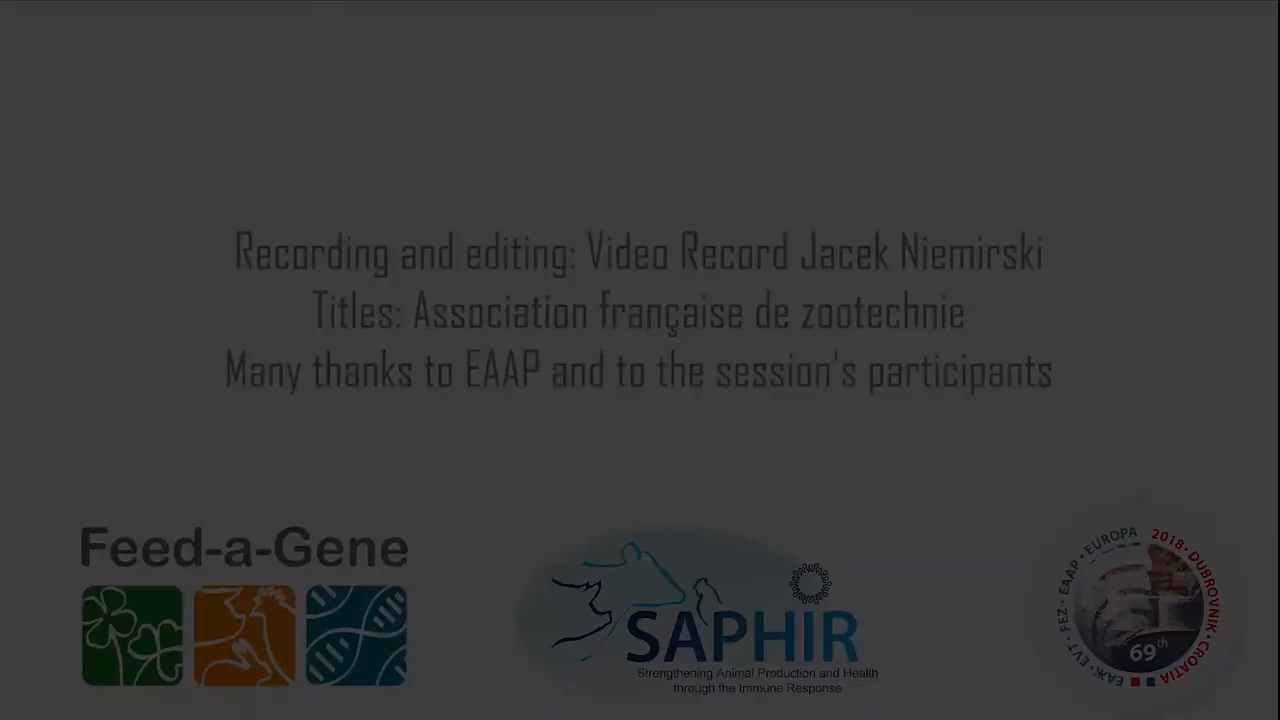 Recording and editing: Video Record Jacek Niemirski
Titles: Association française de zootechnie
Many thanks to EAAP and to the session's participants
Feed-a-Gene
SAPHIR
Strengthening Animal Production and Health
through the Immune Response
ЕАЖ · EVT · FEZ · EAAP · EUROPA 2018 · DUBROVNIK · CROATIA
69th